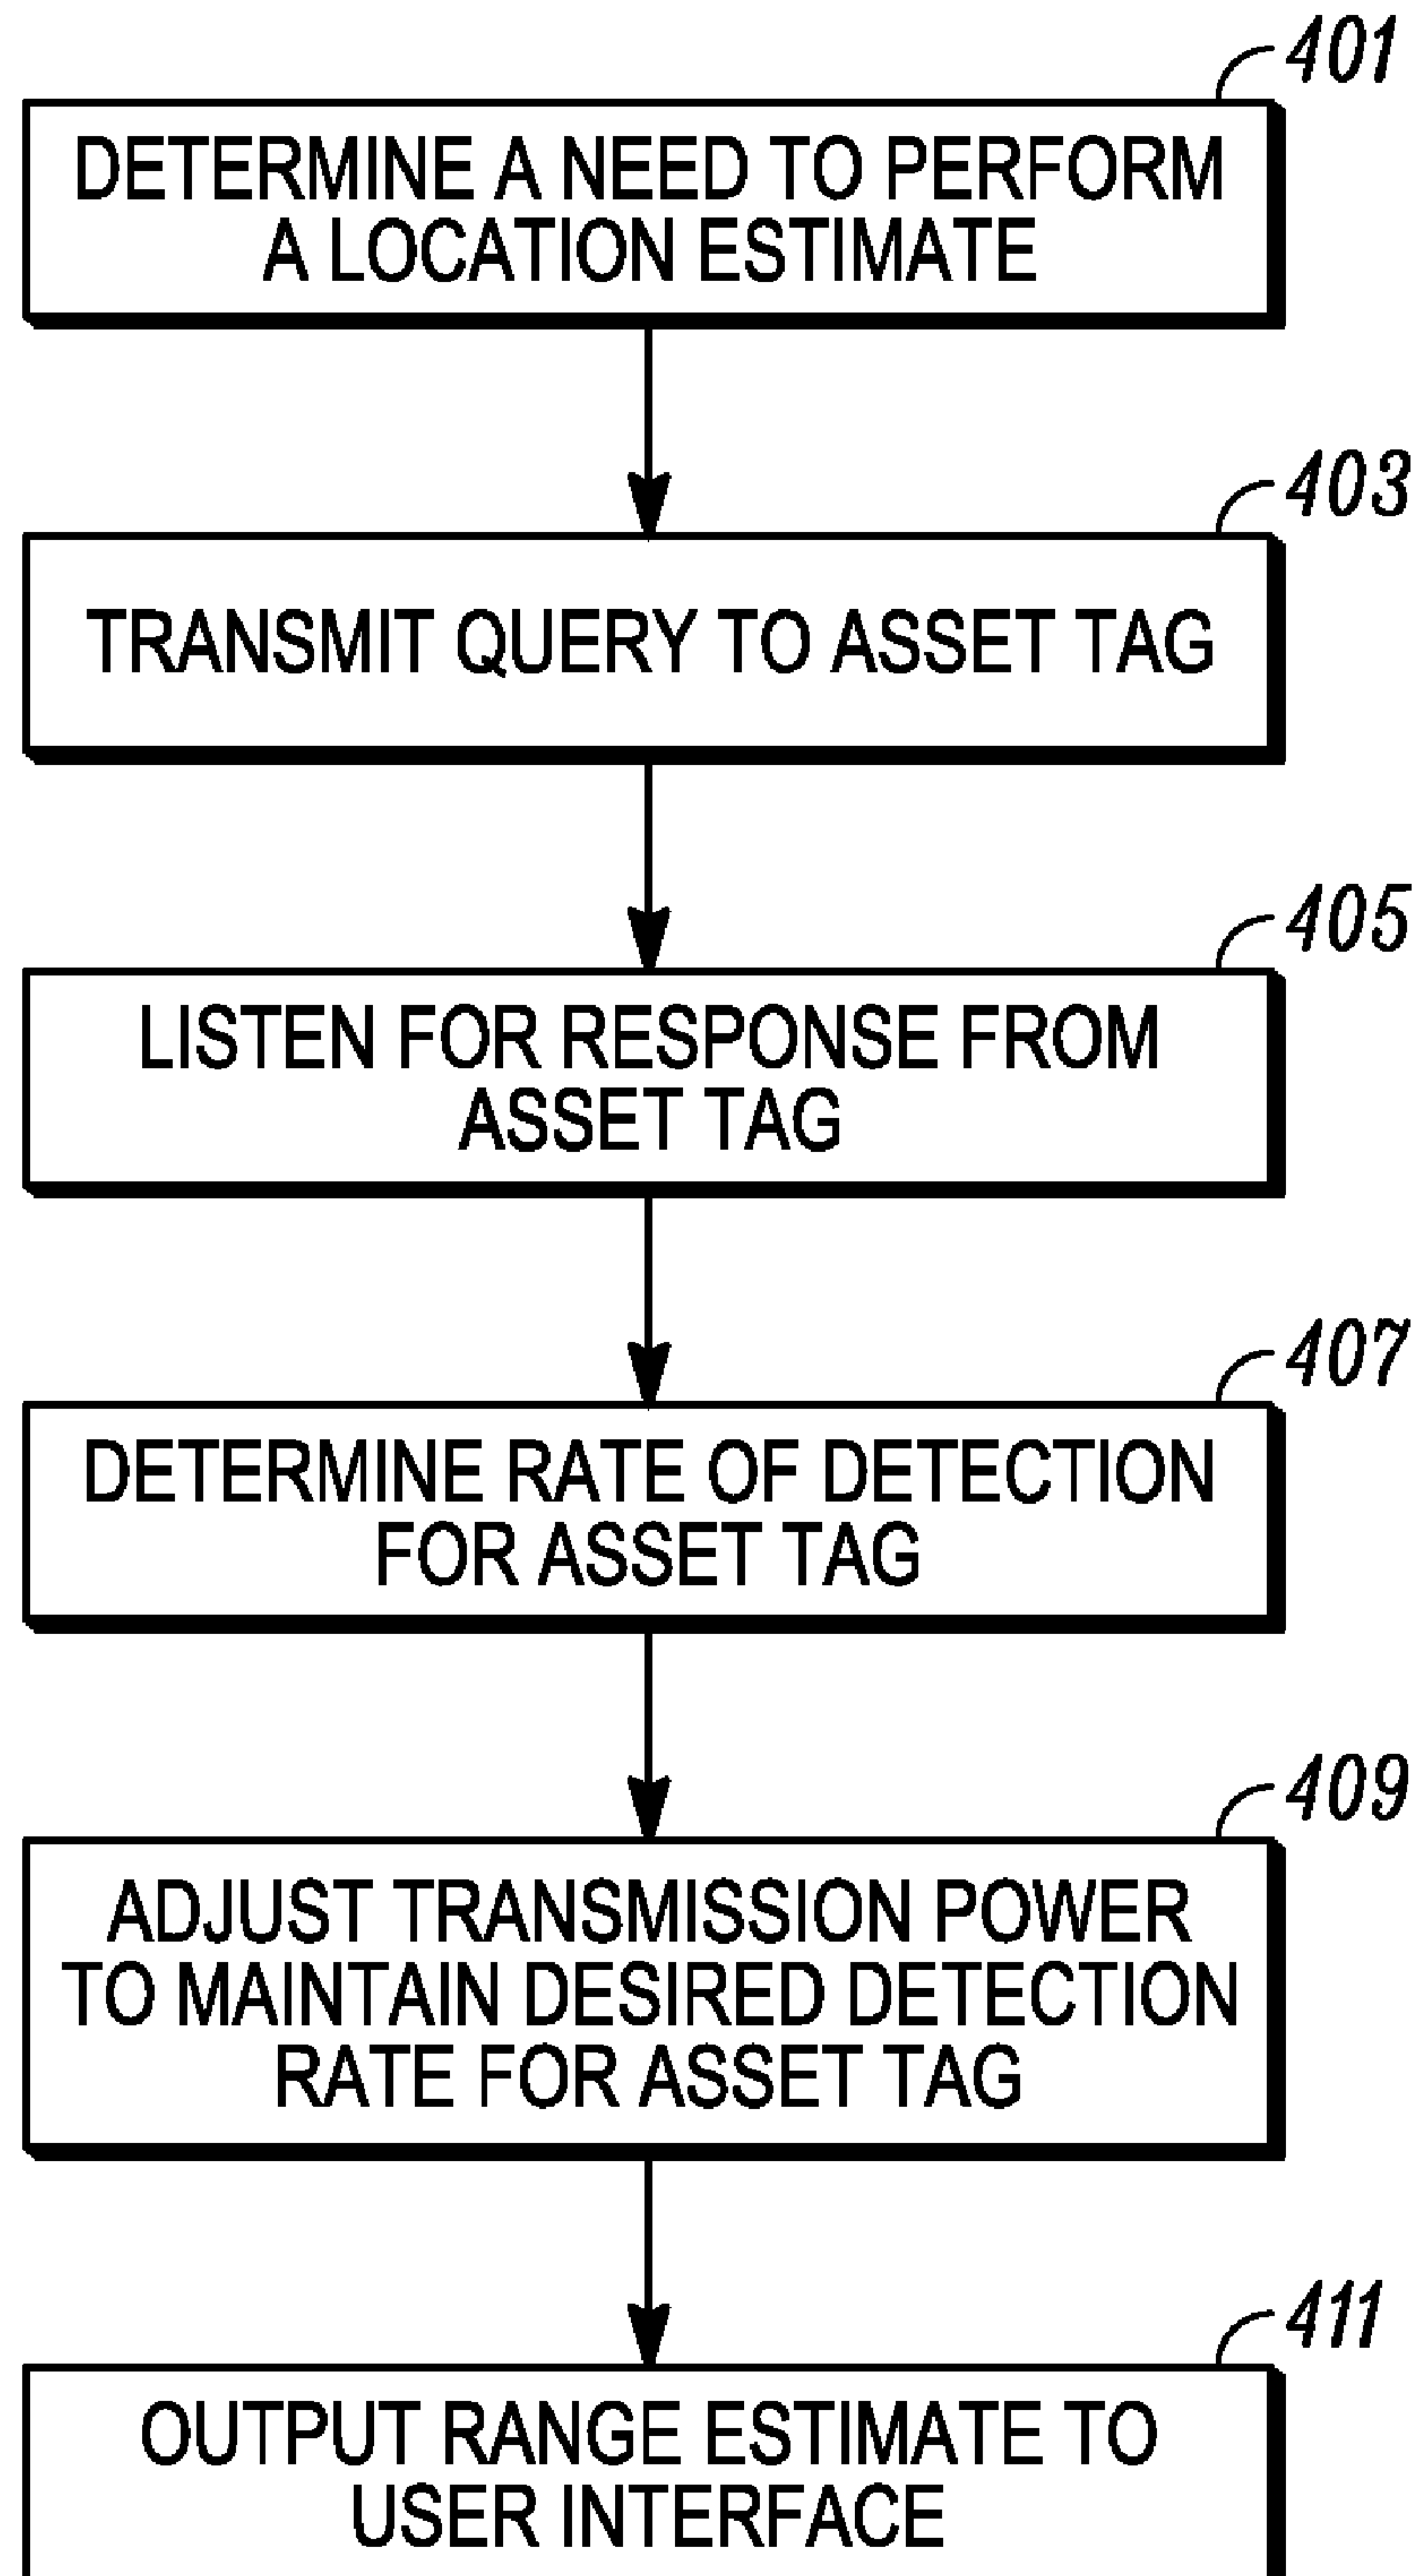 401
DETERMINE A NEED TO PERFORM
A LOCATION ESTIMATE
403
TRANSMIT QUERY TO ASSET TAG
405
LISTEN FOR RESPONSE FROM
ASSET TAG
407
DETERMINE RATE OF DETECTION
FOR ASSET TAG
409
ADJUST TRANSMISSION POWER
TO MAINTAIN DESIRED DETECTION
RATE FOR ASSET TAG
411
OUTPUT RANGE ESTIMATE TO
USER INTERFACE